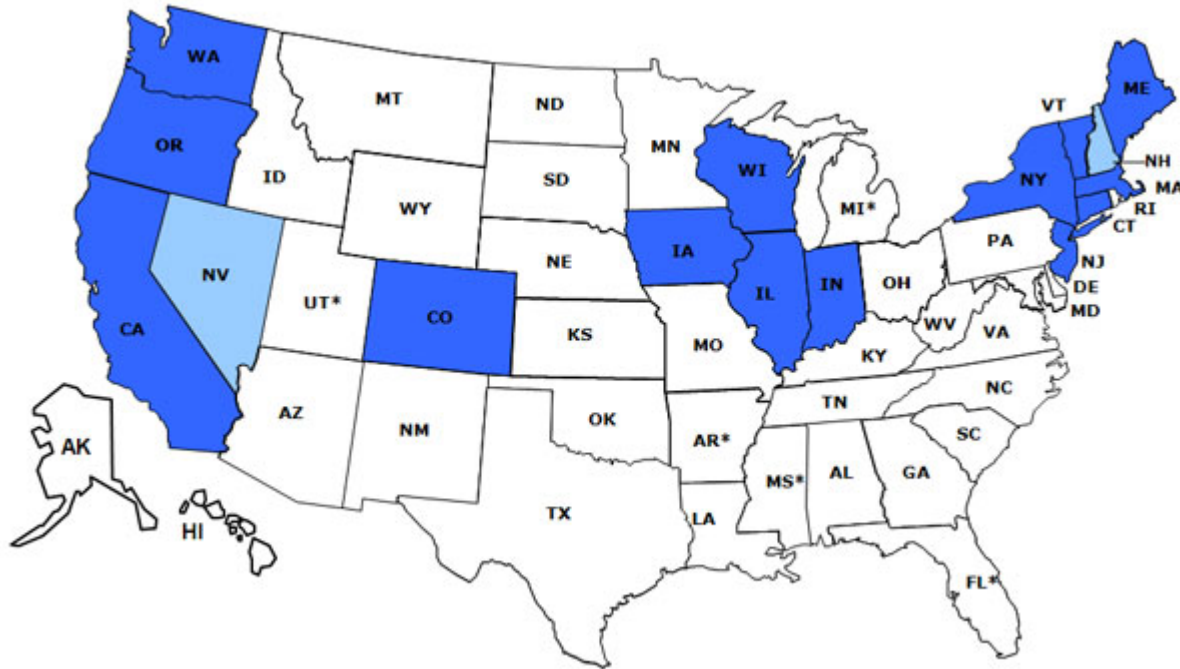 WA
MT
ND
MN
VT
ME
OR
ID
SD
WI
NY
NH
WY
MI*
MA
RI
CT
IA
PA
NE
NJ
NV
UT*
CO
IL
IN
OH
DE
MD
CA
KS
MO
WV
VA
KY
NC
TN
AZ
NM
OK
AR*
SC
AK
MS*
AL
GA
TX
LA
HI
FL*